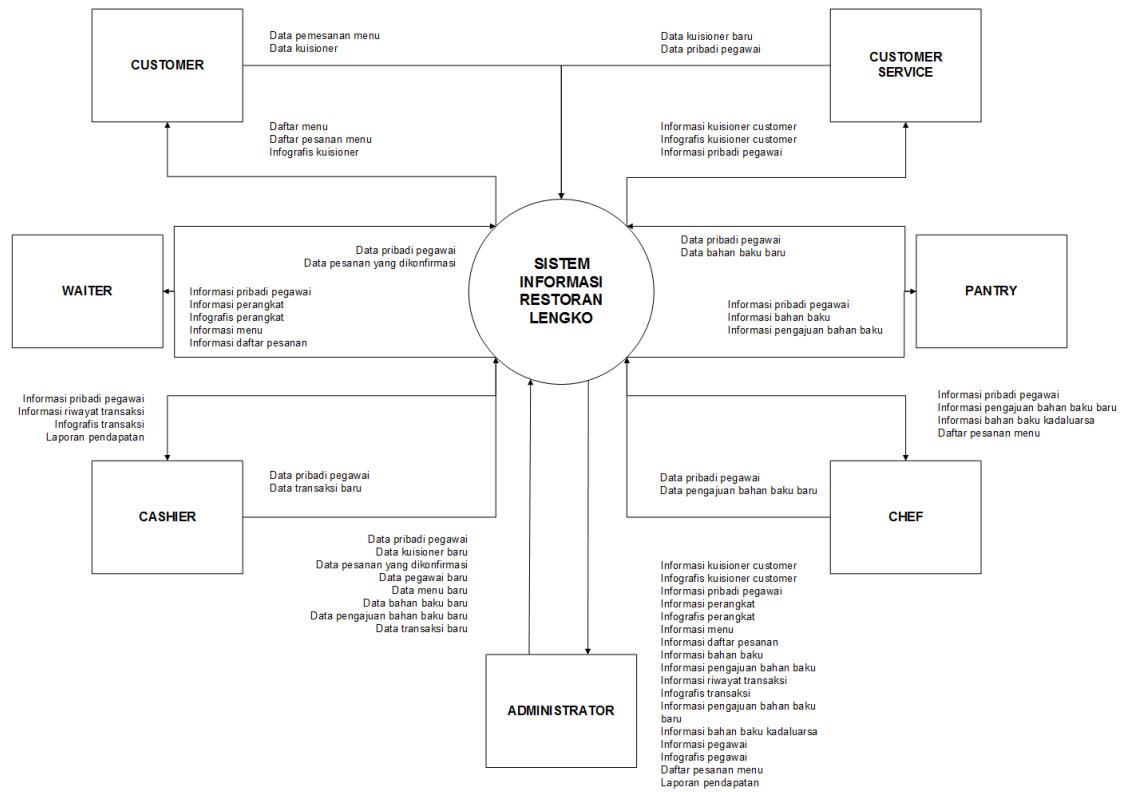 CUSTOMER
Data pemesanan menu
Data kuisioner
Data kuisioner baru
Data pribadi pegawai
CUSTOMER
SERVICE
Daftar menu
Daftar pesanan menu
Infografis kuisioner
Informasi kuisioner customer
Infografis kuisioner customer
Informasi pribadi pegawai
WAITER
Data pribadi pegawai
Data pesanan yang dikonfirmasi
Informasi pribadi pegawai
Informasi perangkat
Infografis perangkat
Informasi menu
Informasi daftar pesanan
SISTEM
INFORMASI
RESTORAN
LENGKO
Data pribadi pegawai
Data bahan baku baru
Informasi pribadi pegawai
Informasi bahan baku
Informasi pengajuan bahan baku
PANTRY
Informasi pribadi pegawai
Informasi riwayat transaksi
Infografis transaksi
Laporan pendapatan
Informasi pribadi pegawai
Informasi pengajuan bahan baku baru
Informasi bahan baku kadaluarsa
Daftar pesanan menu
CASHIER
Data pribadi pegawai
Data transaksi baru
Data pribadi pegawai
Data pengajuan bahan baku baru
CHEF
Data pribadi pegawai
Data kuisioner baru
Data pesanan yang dikonfirmasi
Data pegawai baru
Data menu baru
Data bahan baku baru
Data pengajuan bahan baku baru
Data transaksi baru
ADMINISTRATOR
Informasi kuisioner customer
Infografis kuisioner customer
Informasi pribadi pegawai
Informasi perangkat
Infografis perangkat
Informasi menu
Informasi daftar pesanan
Informasi bahan baku
Informasi pengajuan bahan baku
Informasi riwayat transaksi
Infografis transaksi
Informasi pengajuan bahan baku
baru
Informasi bahan baku kadaluarsa
Informasi pegawai
Infografis pegawai
Daftar pesanan menu
Laporan pendapatan